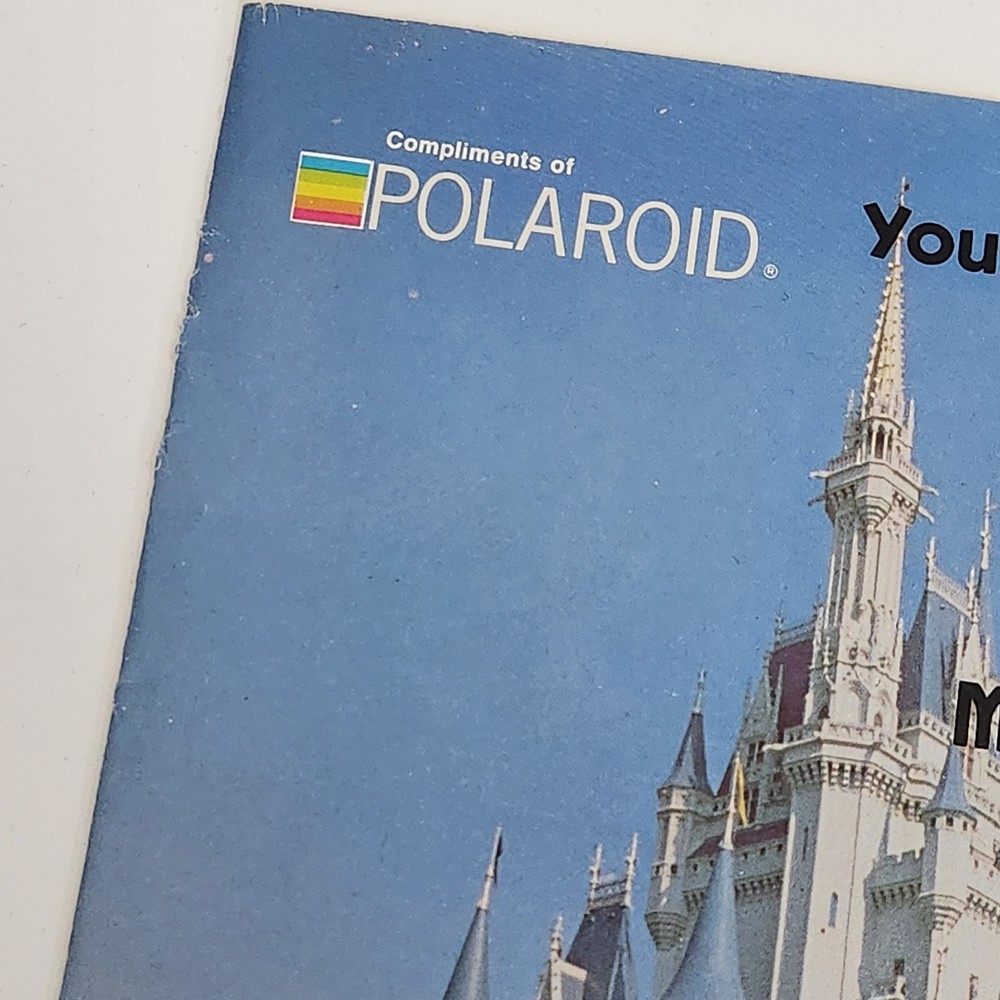 Compliments of
POLAROID®
You
M